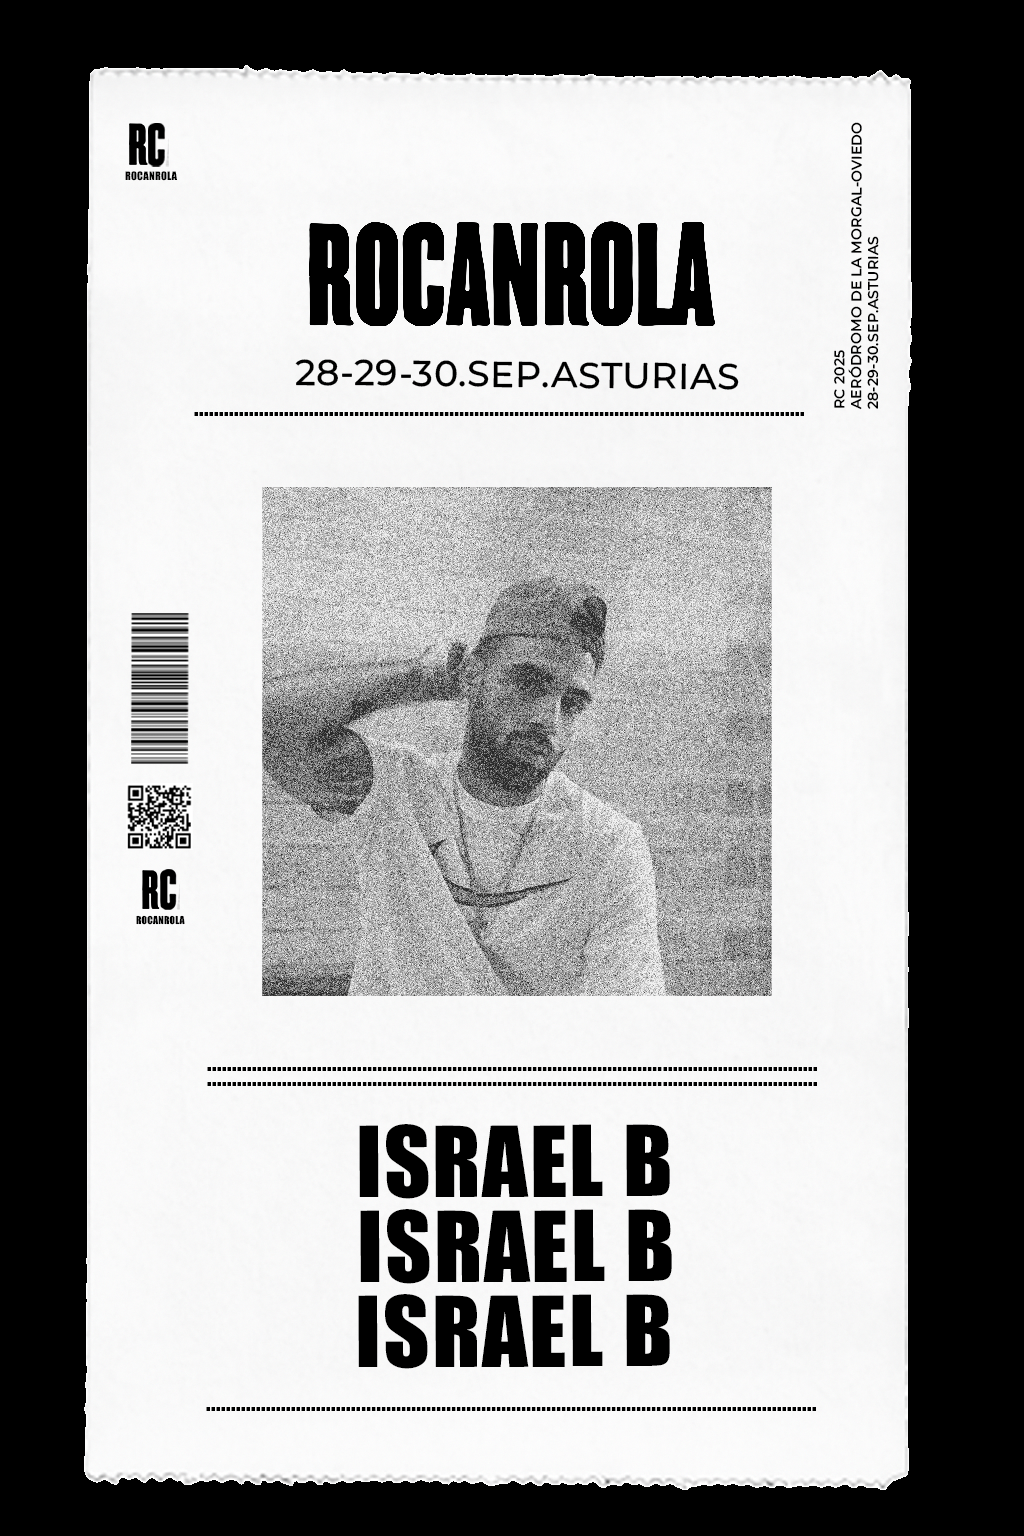 RC
ROCANROLA
RC 2025
AERÓDROMO DE LA MORGAL-OVIEDO
28-29-30.SEP.ASTURIAS
ROCANROLA
28-29-30.SEP.ASTURIAS
RC
ROCANROLA
ISRAEL B
ISRAEL B
ISRAEL B